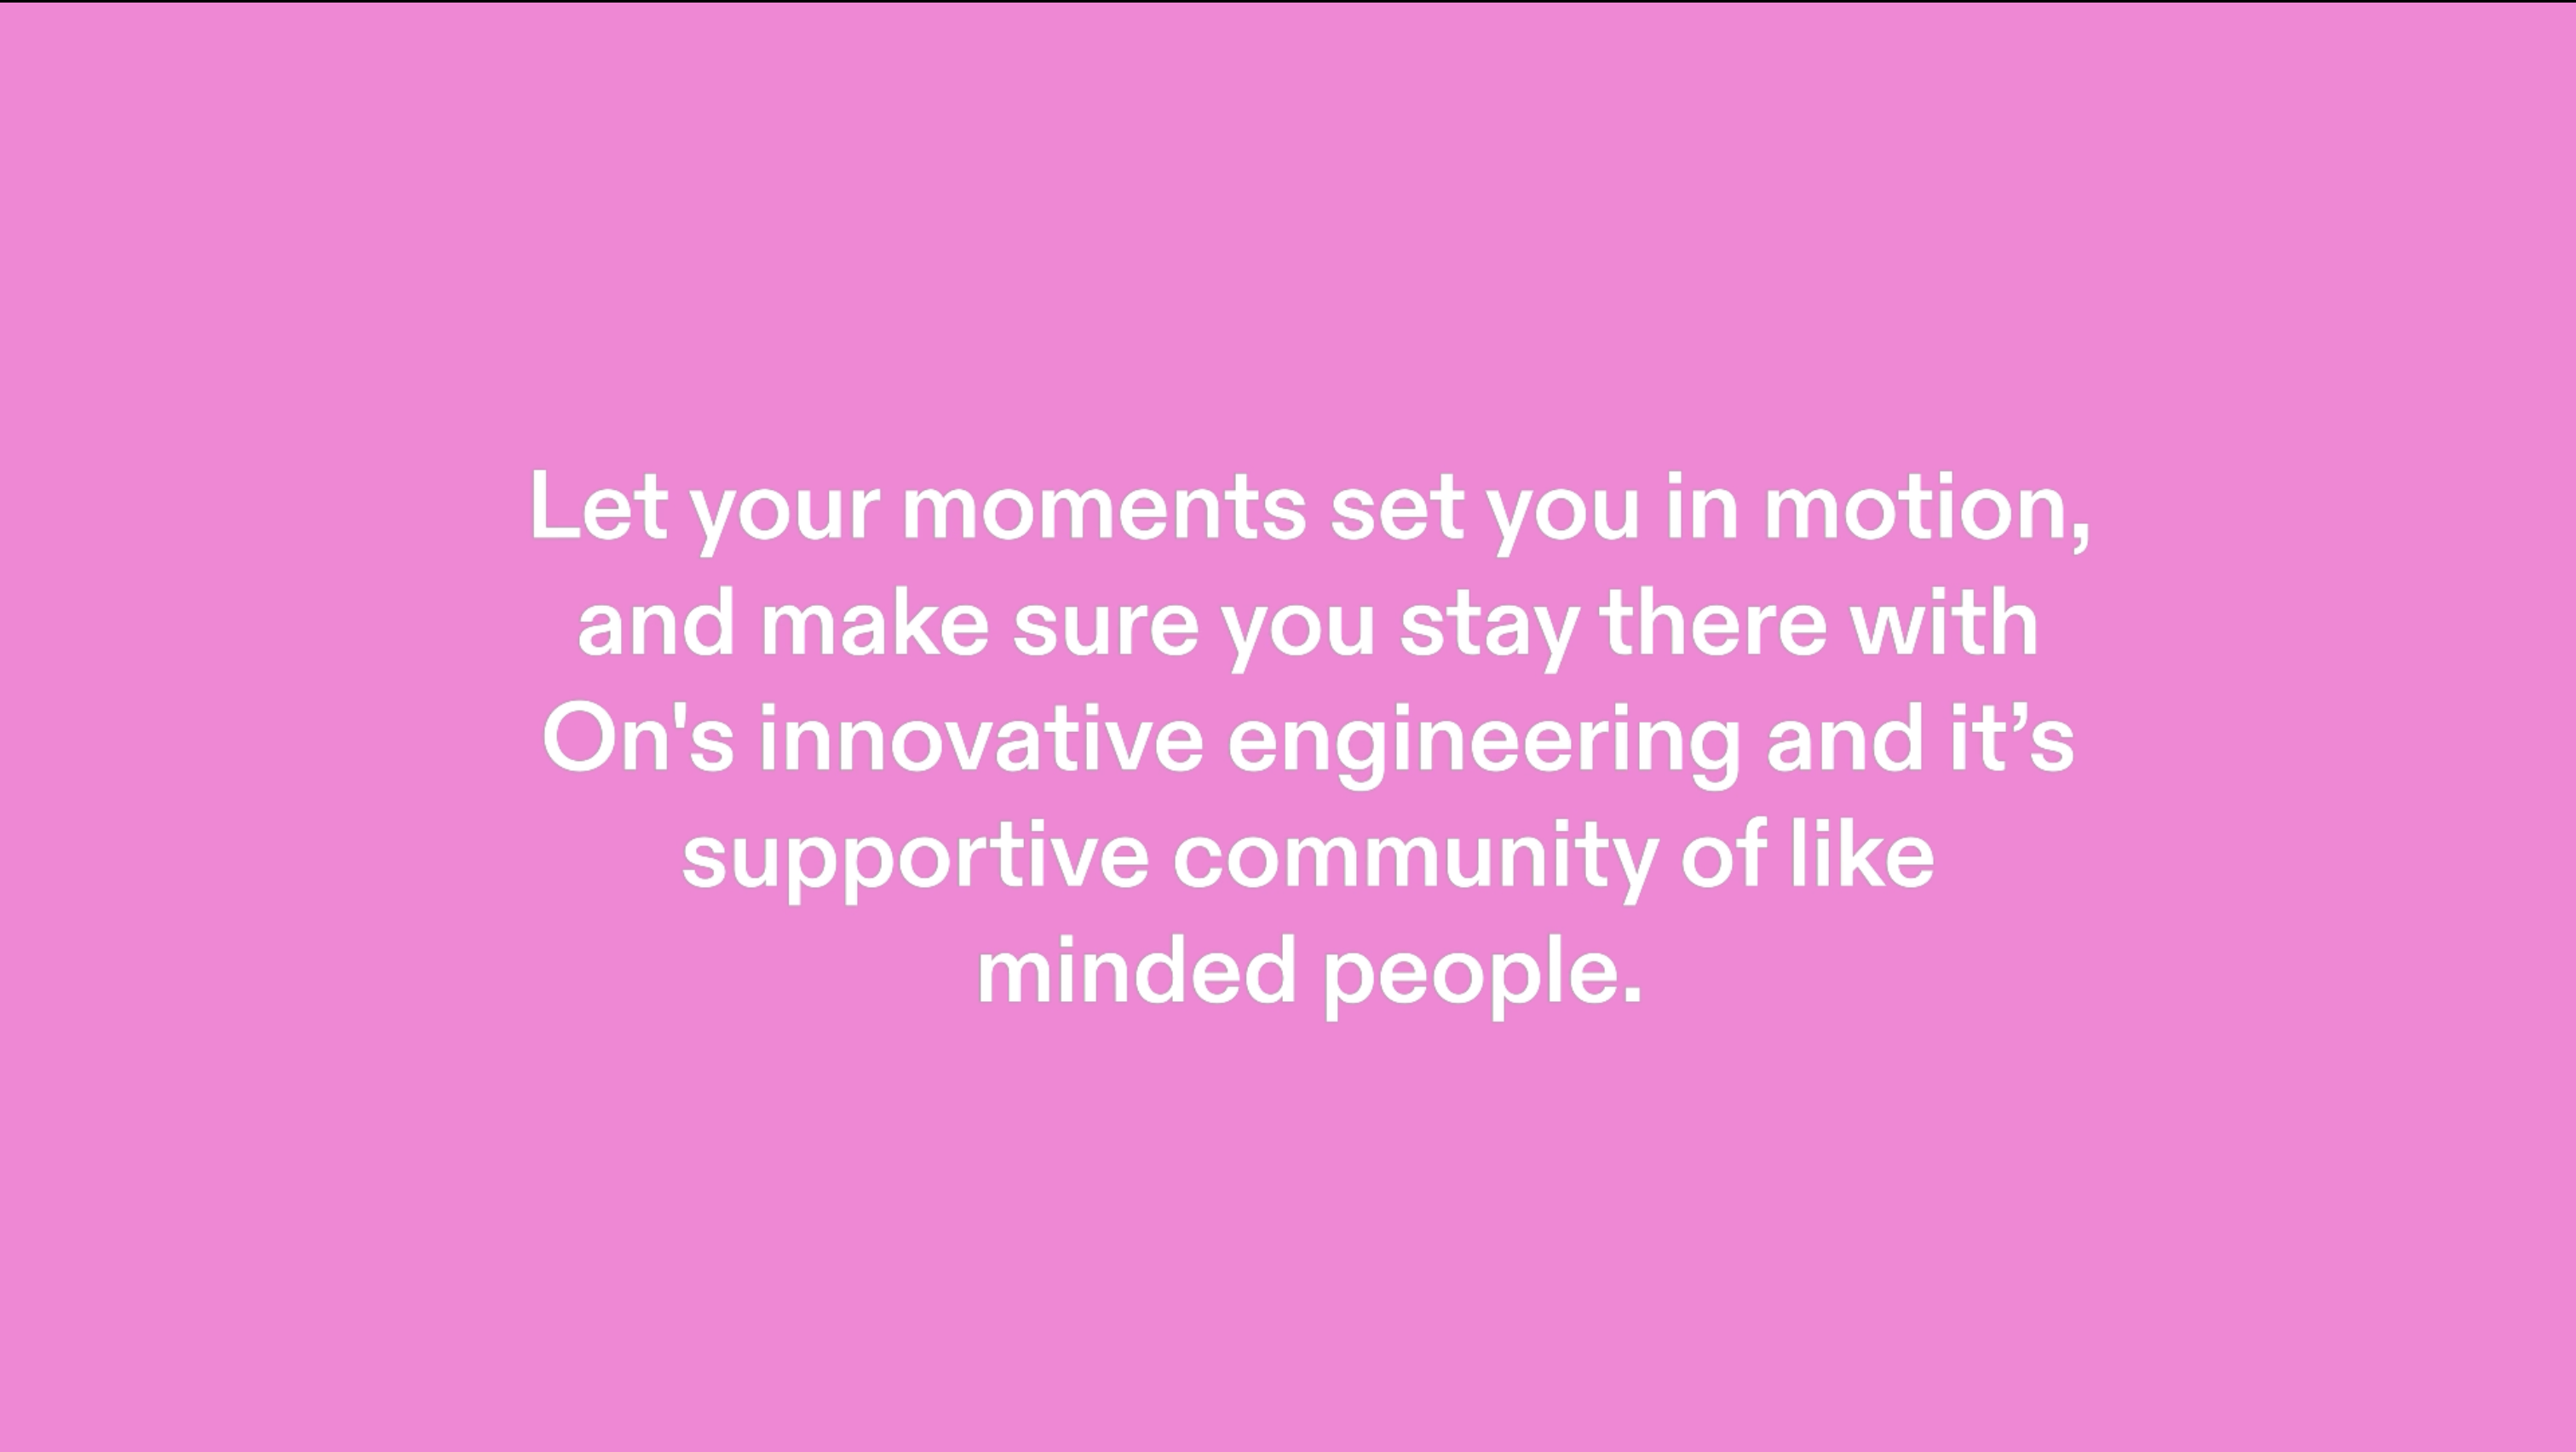 Let your moments set you in motion,
and make sure you stay there with
On's innovative engineering and it’s
supportive community of like
minded people.